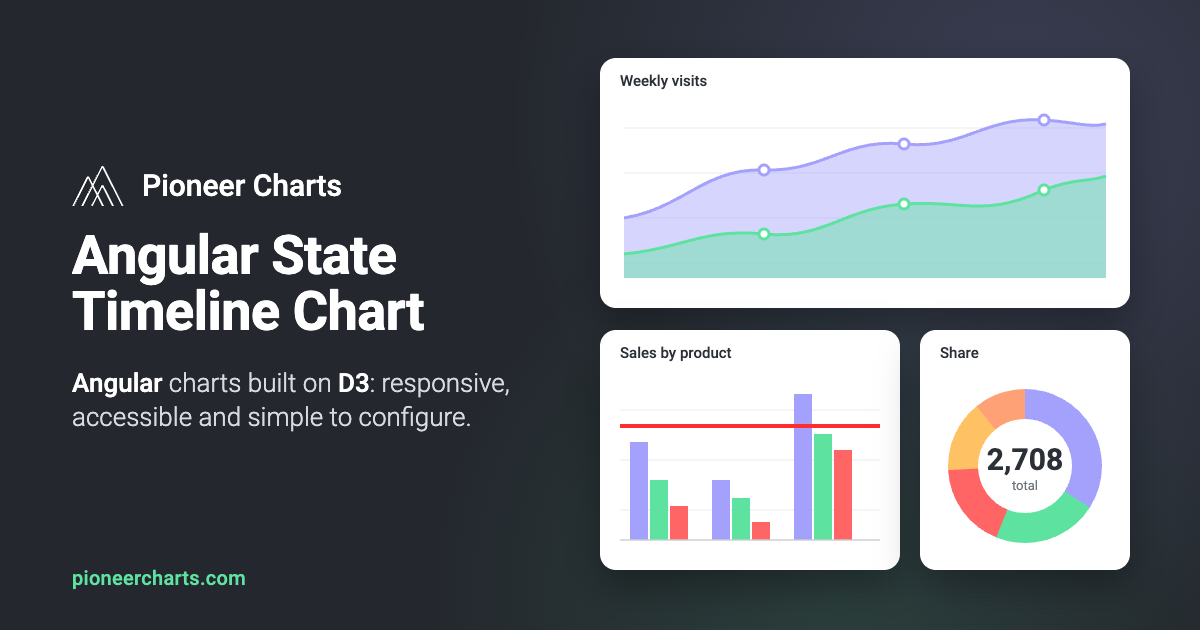 Pioneer Charts
Angular State
Timeline Chart
Angular charts built on D3: responsive,
accessible and simple to configure.
pioneercharts.com
Weekly visits
Sales by product
Share
2,708
total